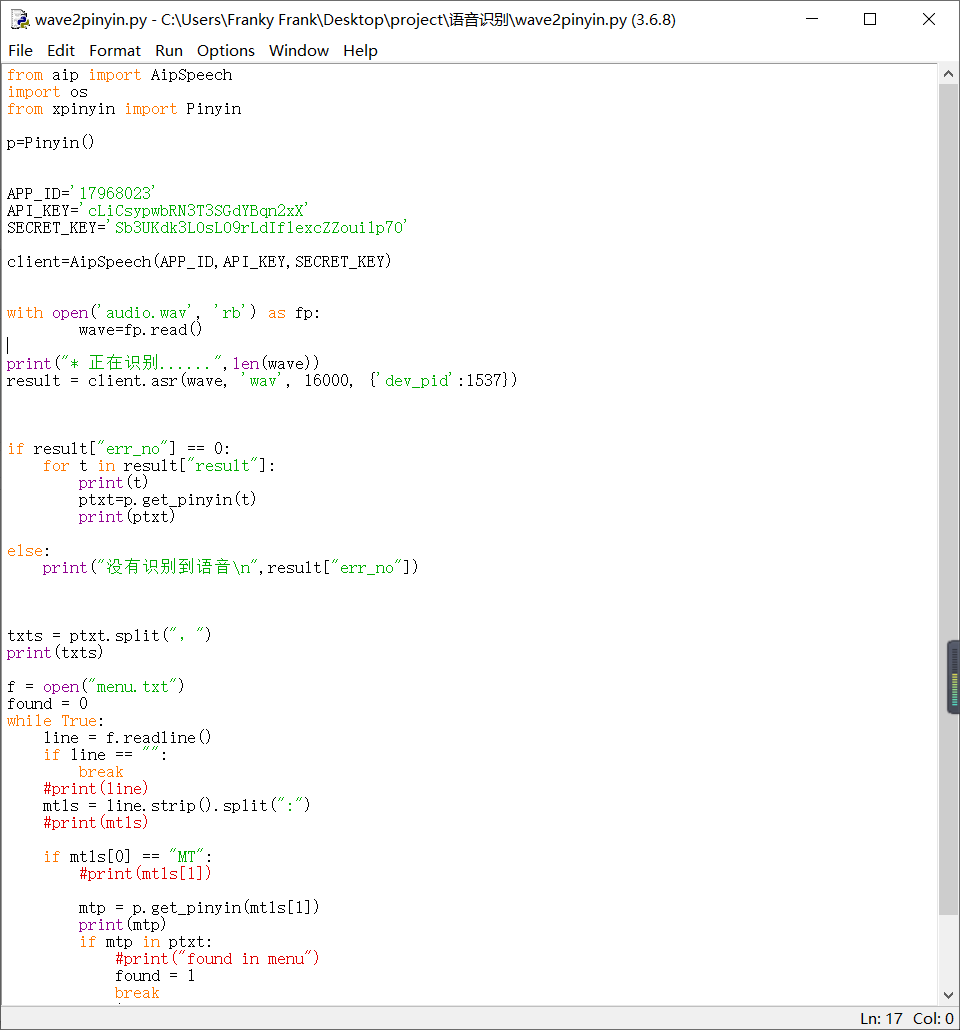 wave2pinyin.py - C:\Users\Franky Frank\Desktop\project\语音识别\wave2pinyin.py (3.6.8)
File Edit Format Run Options Window Help
from aip import AipSpeech
import os
from xpinyin import Pinyin
p=Pinyin()
APP_ID='17968023'
API_KEY='cLiCsypwbRN3T3SGdYBqn2xX'
SECRET_KEY='Sb3UKdk3LOsLO9rLdIflexcZZoui1p70'
client=AipSpeech(APP_ID,API_KEY,SECRET_KEY)
with open('audio.wav', 'rb') as fp:
        wave=fp.read()
print("* 正在识别......",len(wave))
result = client.asr(wave, 'wav', 16000, {'dev_pid':1537})
if result["err_no"] == 0:
    for t in result["result"]:
        print(t)
        ptxt=p.get_pinyin(t)
        print(ptxt)
else:
    print("没有识别到语音\n",result["err_no"])
txts = ptxt.split("，")
print(txts)
f = open("menu.txt")
found = 0
while True:
    line = f.readline()
    if line == "":
        break
    #print(line)
    mtls = line.strip().split(":")
    #print(mtls)
    if mtls[0] == "MT":
        #print(mtls[1])
        mtp = p.get_pinyin(mtls[1])
        print(mtp)
        if mtp in ptxt:
            #print("found in menu")
            found = 1
            break
Ln: 17 Col: 0